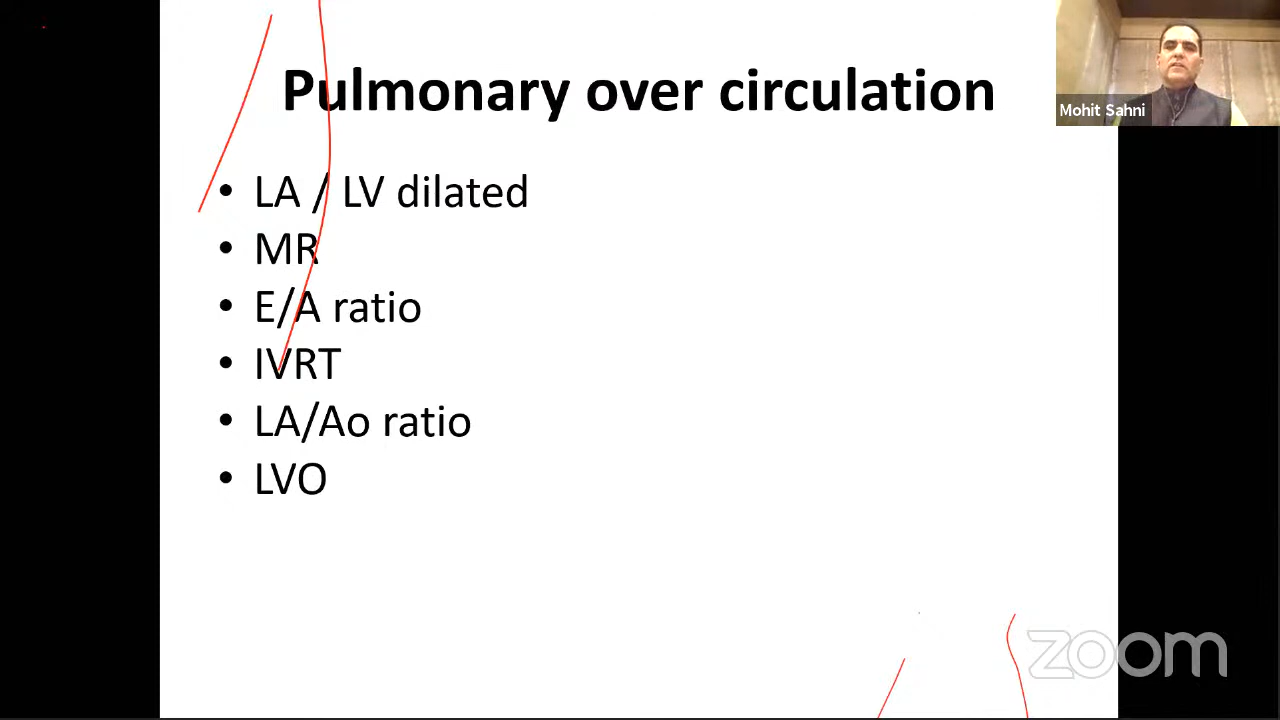 Pulmonary over circulation
Mohit Sahni
• LA / LV dilated
• MR
• E/A ratio
• IVRT
• LA/Ao ratio
• LVO
zoom